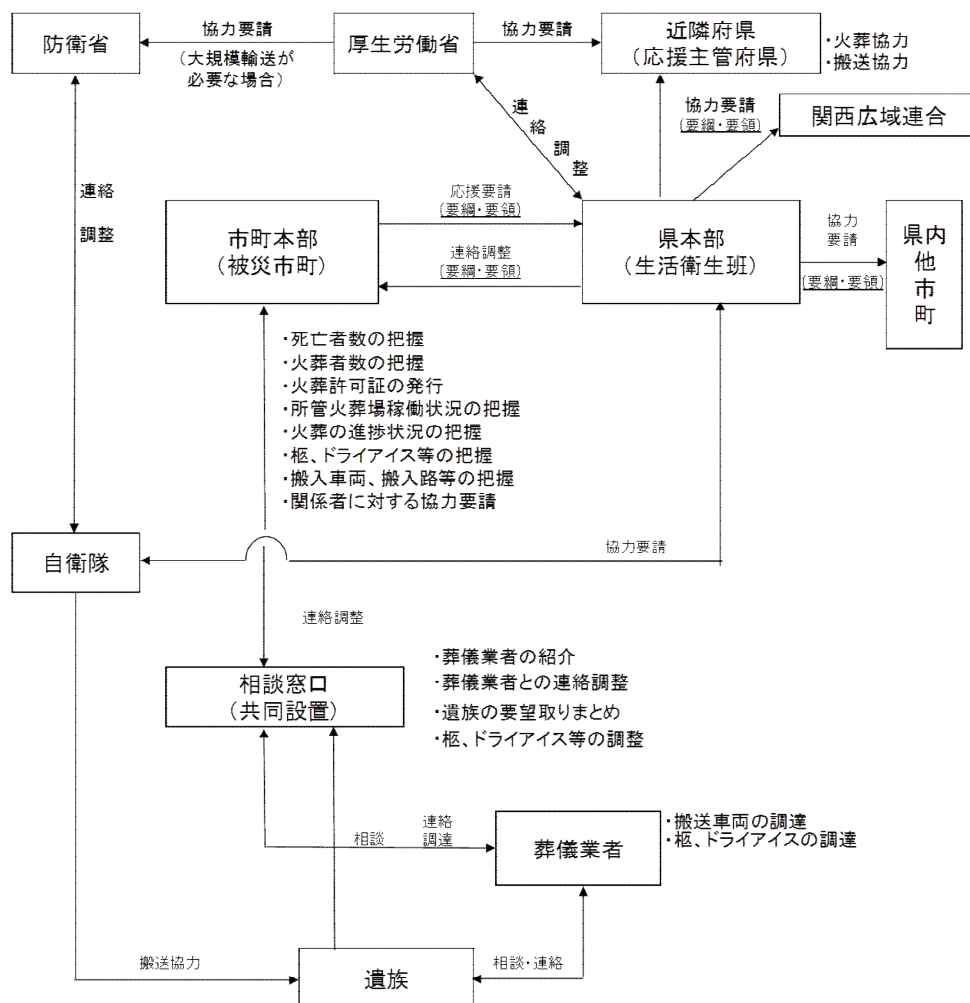 防衛省
協力要請
(大規模輸送が
必要な場合)
厚生労働省
協力要請
近隣府県
(応援主管府県)
・火葬協力
・搬送協力
連絡調整
協力要請
(要綱・要領)
関西広域連合
連絡
調整
市町本部
(被災市町)
応援要請
(要綱・要領)
連絡調整
(要綱・要領)
県本部
(生活衛生班)
協力
要請
(要綱・要領)
県内他市町
・死亡者数の把握
・火葬者数の把握
・火葬許可証の発行
・所管火葬場稼働状況の把握
・火葬の進捗状況の把握
・柩、ドライアイス等の把握
・搬入車両、搬入路等の把握
・関係者に対する協力要請
自衛隊
協力要請
連絡調整
相談窓口
(共同設置)
・葬儀業者の紹介
・葬儀業者との連絡調整
・遺族の要望取りまとめ
・柩、ドライアイス等の調整
相談
連絡
調達
葬儀業者
・搬送車両の調達
・柩、ドライアイスの調達
搬送協力
遺族
相談・連絡